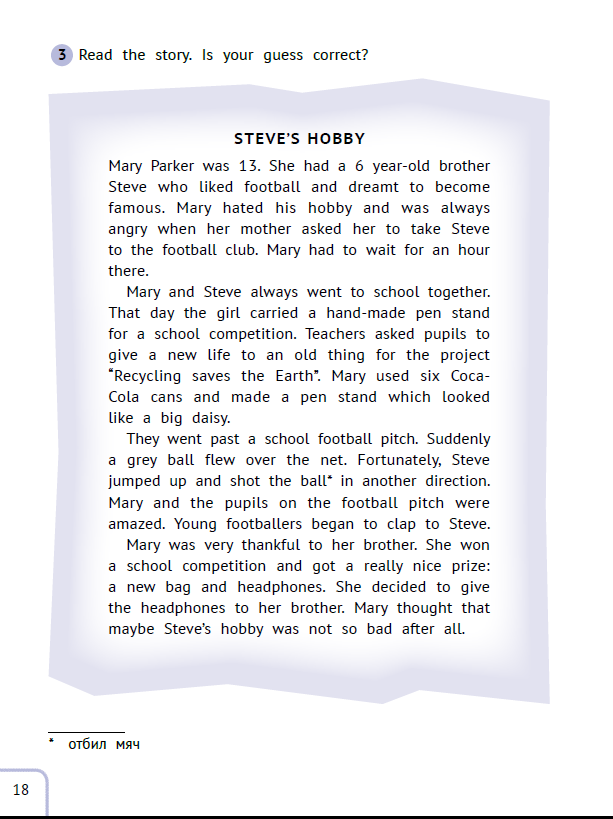 3 Read the story. Is your guess correct?
STEVE'S HOBBY
Mary Parker was 13. She had a 6 year-old brother
Steve who liked football and dreamt to become
famous. Mary hated his hobby and was always
angry when her mother asked her to take Steve
to the football club. Mary had to wait for an hour
there.
Mary and Steve always went to school together.
That day the girl carried a hand-made pen stand
for a school competition. Teachers asked pupils to
give a new life to an old thing for the project
“Recycling saves the Earth”. Mary used six Coca-
Cola cans and made a pen stand which looked
like a big daisy.
They went past a school football pitch. Suddenly
a grey ball flew over the net. Fortunately, Steve
jumped up and shot the ball* in another direction.
Mary and the pupils on the football pitch were
amazed. Young footballers began to clap to Steve.
Mary was very thankful to her brother. She won
a school competition and got a really nice prize:
a new bag and headphones. She decided to give
the headphones to her brother. Mary thought that
maybe Steve's hobby was not so bad after all.
* отбил мяч
18